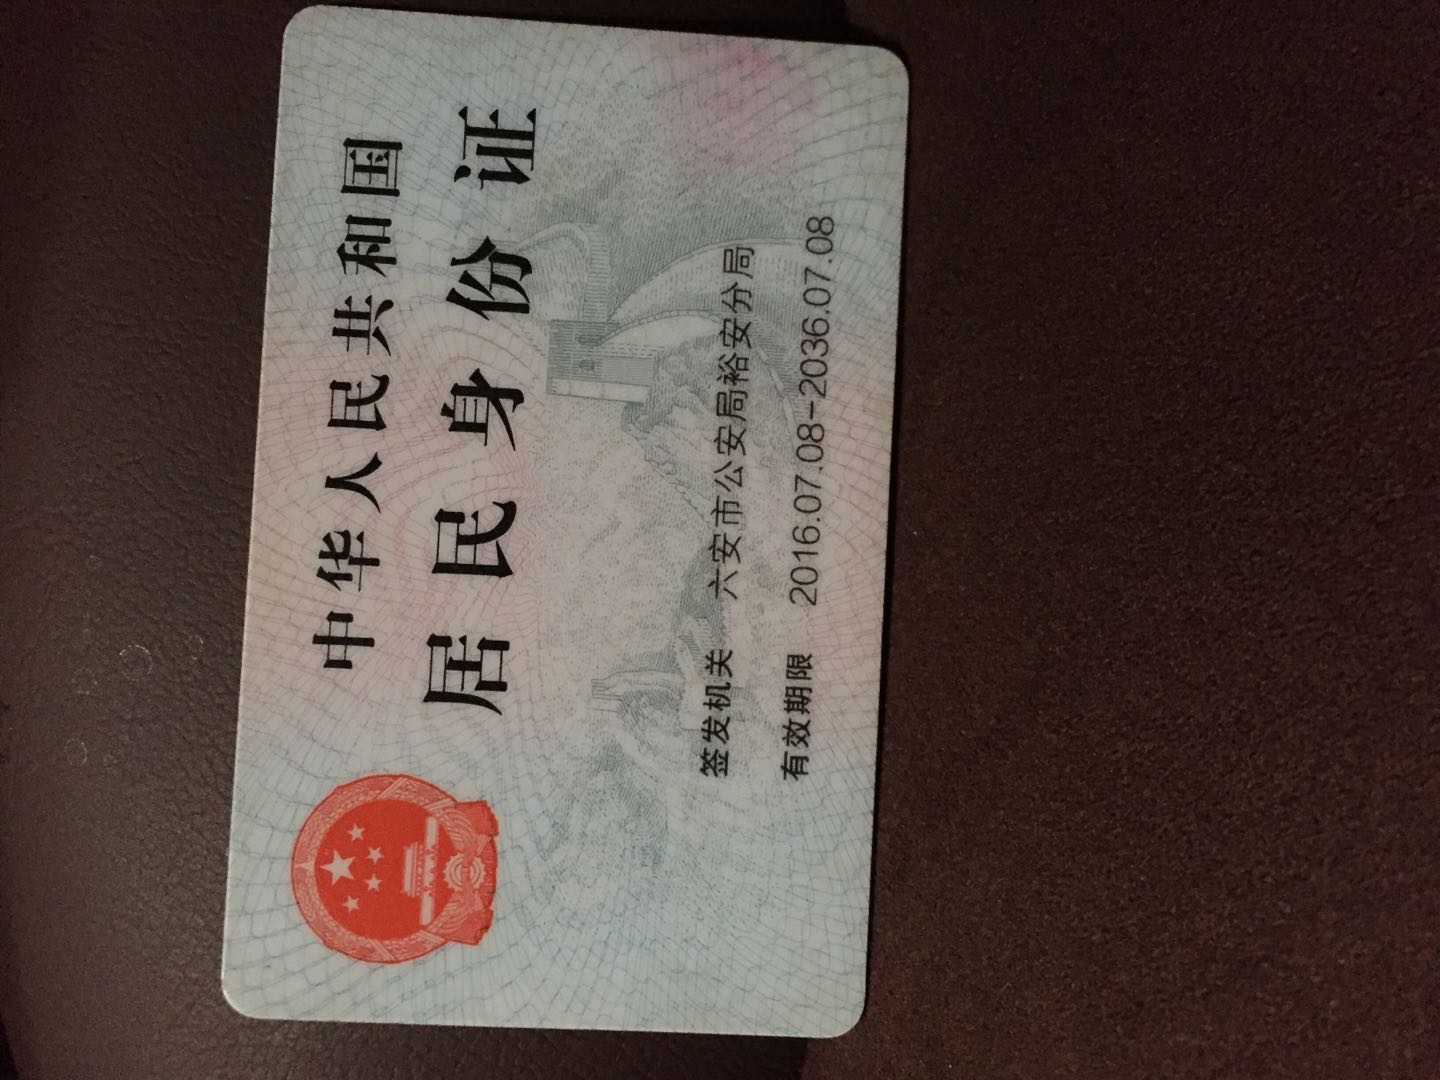 中华人民共和国
居民身份证
签发机关 六安市公安局裕安分局
有效期限 2016.07.08-2036.07.08